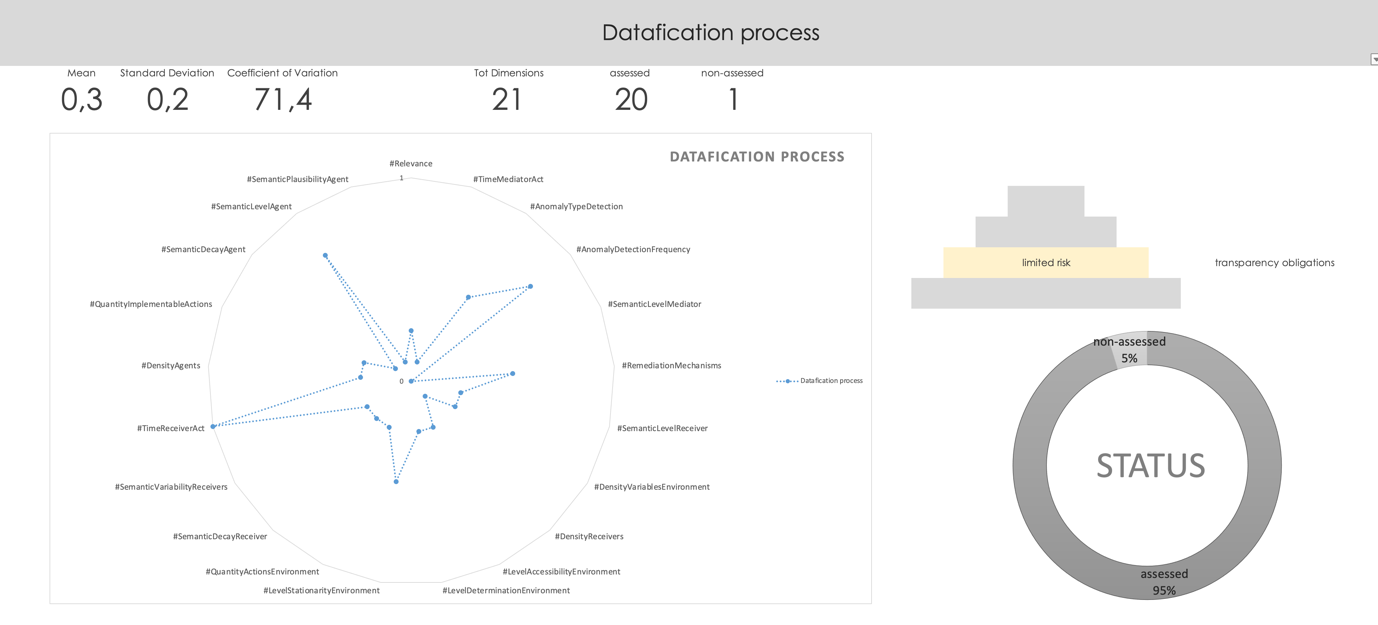 Datafication process
Mean Standard Deviation Coefficient of Variation Tot Dimensions assessed non-assessed
0,3 0,2 71,4 21 20 1
DATAFICATION PROCESS
#Relevance
1
#SemanticPlausibilityAgent #TimeMediatorAct
#SemanticLevelAgent #AnomalyTypeDetection
#SemanticDecayAgent #AnomalyDetectionFrequency
#QuantityImplementableActions #SemanticLevelMediator
#DensityAgents #RemediationMechanisms
0
Datafication process
#TimeReceiverAct #SemanticLevelReceiver
#SemanticVariabilityReceivers #DensityVariablesEnvironment
#SemanticDecayReceiver #DensityReceivers
#QuantityActionsEnvironment #LevelAccessibilityEnvironment
#LevelStationarityEnvironment #LevelDeterminationEnvironment
limited risk transparency obligations
non-assessed
5%
STATUS
assessed
95%